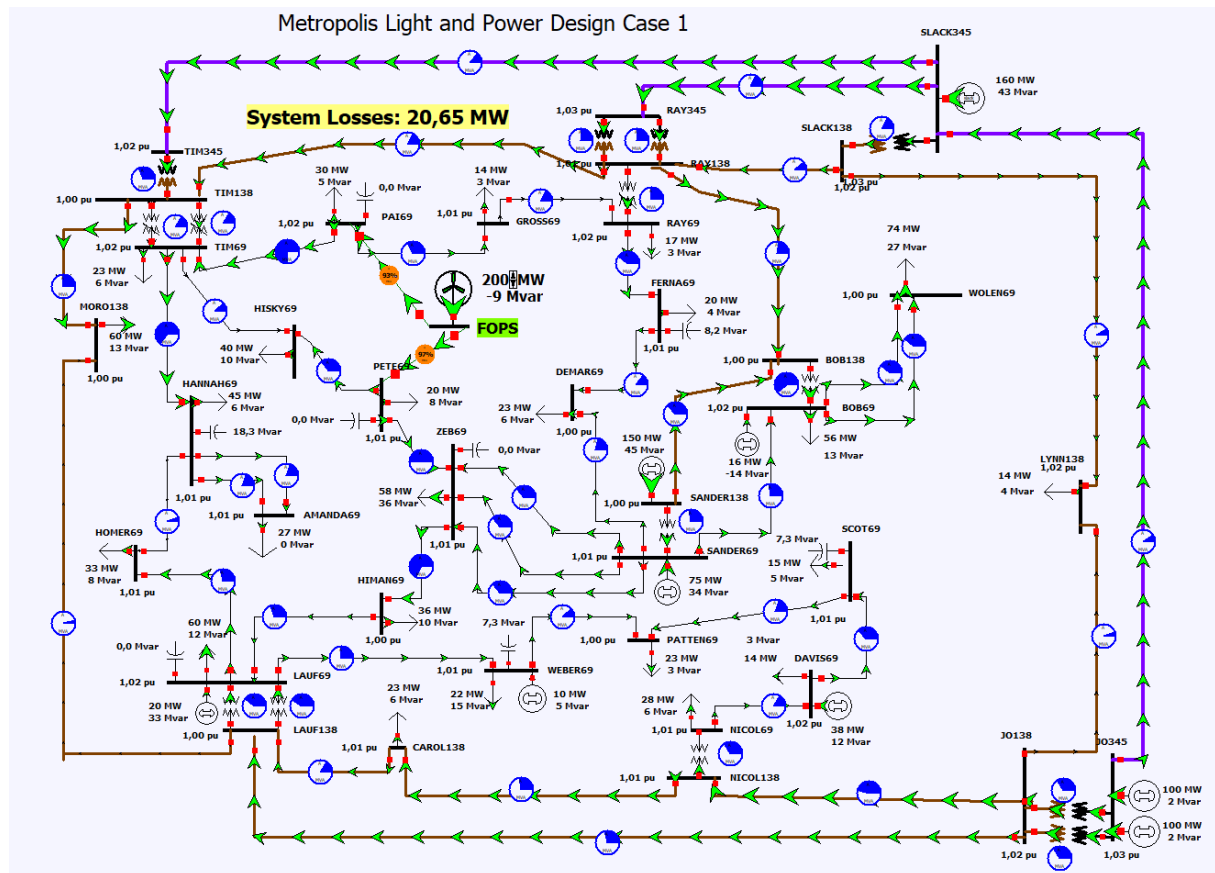 Metropolis Light and Power Design Case 1
SLACK345
160 MW
43 Mvar
System Losses: 20,65 MW
1,03 pu
RAY345
SLACK138
1,02 pu
TIM345
RAY138
1,03 pu
1,02 pu
TIM138
1,00 pu
30 MW
5 Mvar
0,0 Mvar
14 MW
3 Mvar
PAI69
1,02 pu
1,01 pu
GROSS69
RAY69
1,02 pu
1,02 pu
TIM69
17 MW
3 Mvar
74 MW
27 Mvar
23 MW
6 Mvar
93%
200 MW
-9 Mvar
FERNA69
20 MW
4 Mvar
8,2 Mvar
1,01 pu
1,00 pu
WOLEN69
MORO138
HISKY69
FOPS
60 MW
13 Mvar
40 MW
10 Mvar
97%
PETE69
1,00 pu
BOB138
1,00 pu
HANNAH69
45 MW
6 Mvar
20 MW
8 Mvar
DEMAR69
23 MW
6 Mvar
1,02 pu
BOB69
18,3 Mvar
0,0 Mvar
1,01 pu
ZEB69
0,0 Mvar
1,00 pu
150 MW
45 Mvar
16 MW
-14 Mvar
56 MW
13 Mvar
LYNN138
1,02 pu
14 MW
4 Mvar
1,01 pu
58 MW
36 Mvar
1,00 pu
SANDER138
1,01 pu
AMANDA69
HOMER69
27 MW
0 Mvar
1,01 pu
1,01 pu
SANDER69
SCOT69
7,3 Mvar
15 MW
5 Mvar
33 MW
8 Mvar
1,01 pu
HIMAN69
75 MW
34 Mvar
36 MW
10 Mvar
1,00 pu
7,3 Mvar
1,01 pu
60 MW
12 Mvar
0,0 Mvar
1,00 pu
PATTEN69
3 Mvar
1,02 pu
LAUF69
1,01 pu
WEBER69
23 MW
3 Mvar
DAVIS69
14 MW
20 MW
33 Mvar
23 MW
6 Mvar
22 MW
15 Mvar
10 MW
5 Mvar
28 MW
6 Mvar
1,02 pu
38 MW
12 Mvar
1,00 pu
LAUF138
1,01 pu
CAROL138
1,01 pu
NICOL69
JO138
JO345
1,01 pu
NICOL138
100 MW
2 Mvar
100 MW
2 Mvar
1,02 pu
1,03 pu